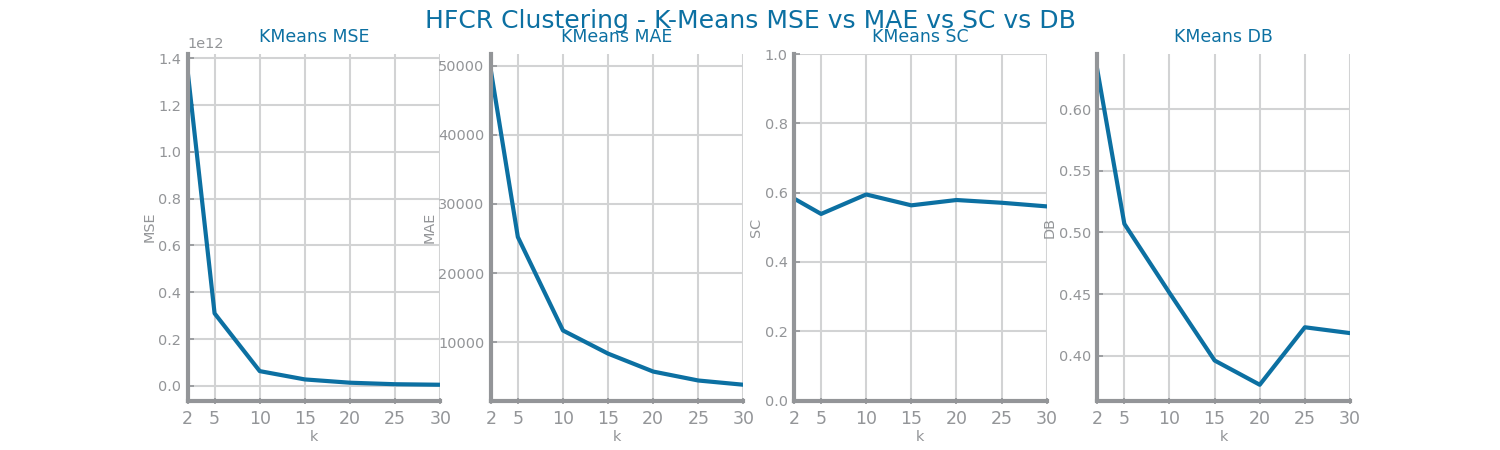 HFCR Clustering - K-Means MSE vs MAE vs SC vs DB
KMeans MSE
1e12
1.4
1.2
1.0
0.8
0.6
0.4
0.2
0.0
MSE
2 5 10 15 20 25 30
k
KMeans MAE
50000
40000
30000
20000
10000
MAE
2 5 10 15 20 25 30
k
KMeans SC
1.0
0.8
0.6
0.4
0.2
0.0
SC
2 5 10 15 20 25 30
k
KMeans DB
0.60
0.55
0.50
0.45
0.40
DB
2 5 10 15 20 25 30
k